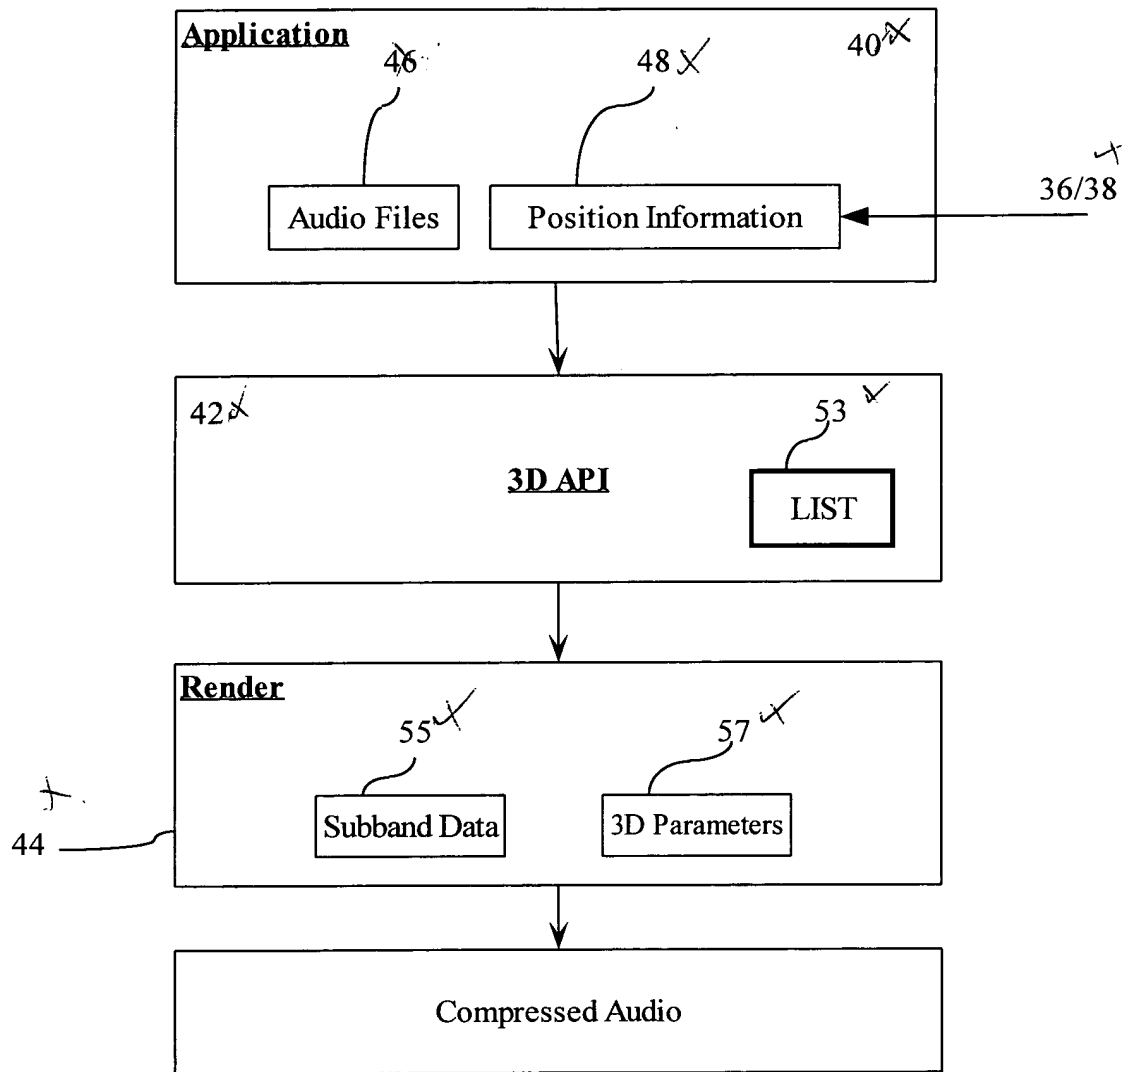 Application
40
46
48
36/38
Audio Files
Position Information
42
53
3D API
LIST
Render
55
57
44
Subband Data
3D Parameters
Compressed Audio